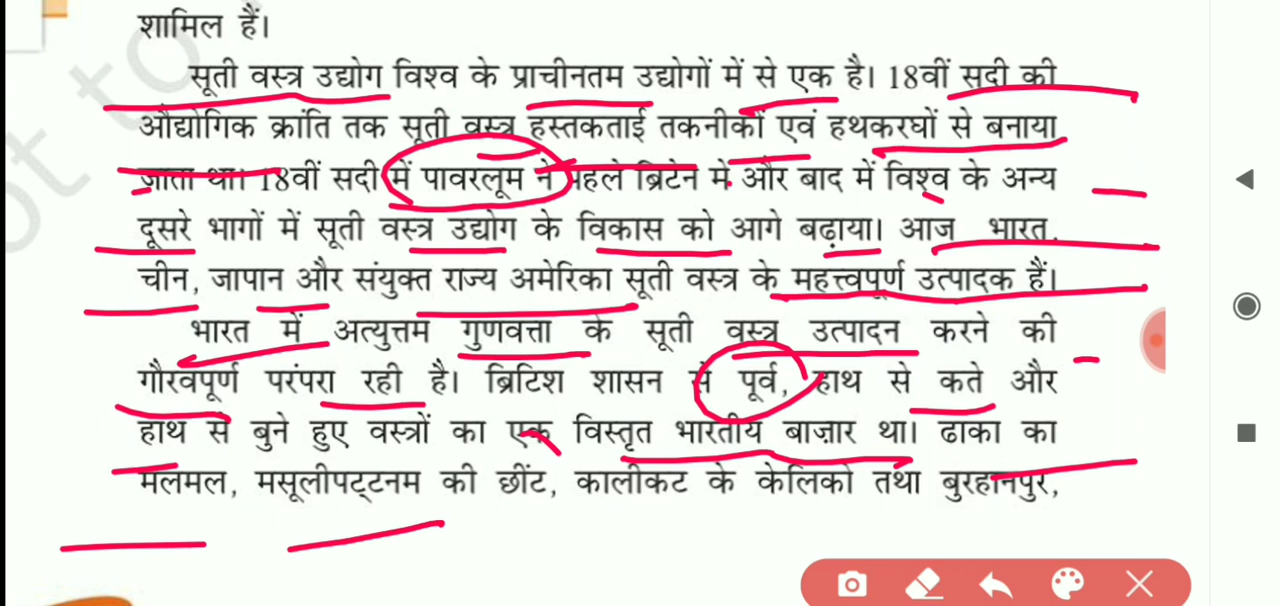 शामिल हैं।
सूती वस्त्र उद्योग विश्व के प्राचीनतम उद्योगों में से एक है। 18वीं सदी की
औद्योगिक क्रांति तक सूती वस्त्र हस्तकताई तकनीकों एवं हथकरघों से बनाया
जाता था। 18वीं सदी में पावरलूम ने पहले ब्रिटेन में और बाद में विश्व के अन्य
दूसरे भागों में सूती वस्त्र उद्योग के विकास को आगे बढ़ाया। आज भारत,
चीन, जापान और संयुक्त राज्य अमेरिका सूती वस्त्र के महत्त्वपूर्ण उत्पादक हैं।
भारत में अत्युत्तम गुणवत्ता के सूती वस्त्र उत्पादन करने की
गौरवपूर्ण परंपरा रही है। ब्रिटिश शासन से पूर्व, हाथ से कते और
हाथ से बुने हुए वस्त्रों का एक विस्तृत भारतीय बाज़ार था। ढाका का
मलमल, मसूलीपट्टनम की छींट, कालीकट के केलिको तथा बुरहानपुर,
ot to